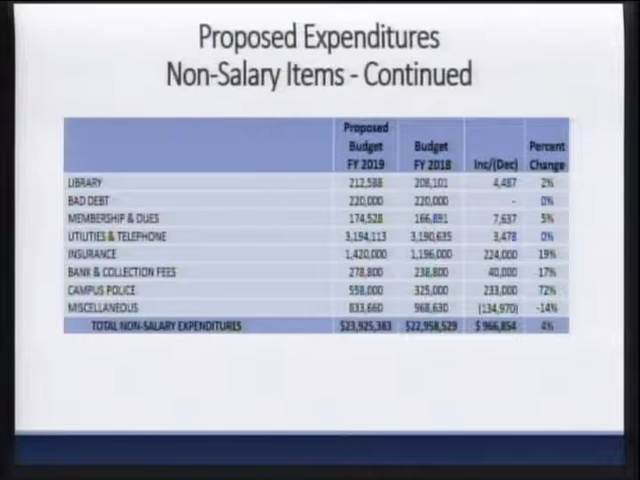 Proposed Expenditures
Non-Salary Items - Continued
Proposed Budget FY 2019 Budget FY 2018 Inc/(Dec) Percent Change
LIBRARY 212,588 208,101 4,487 2%
BAD DEBT 220,000 220,000 - 0%
MEMBERSHIP & DUES 174,528 166,891 7,637 5%
UTILITIES & TELEPHONE 3,194,113 3,190,635 3,478 0%
INSURANCE 1,420,000 1,196,000 224,000 19%
BANK & COLLECTION FEES 278,800 238,800 40,000 17%
CAMPUS POLICE 558,000 325,000 233,000 72%
MISCELLANEOUS 833,660 968,630 (134,970) -14%
TOTAL NON-SALARY EXPENDITURES $23,925,383 $22,958,529 $ 966,854 4%